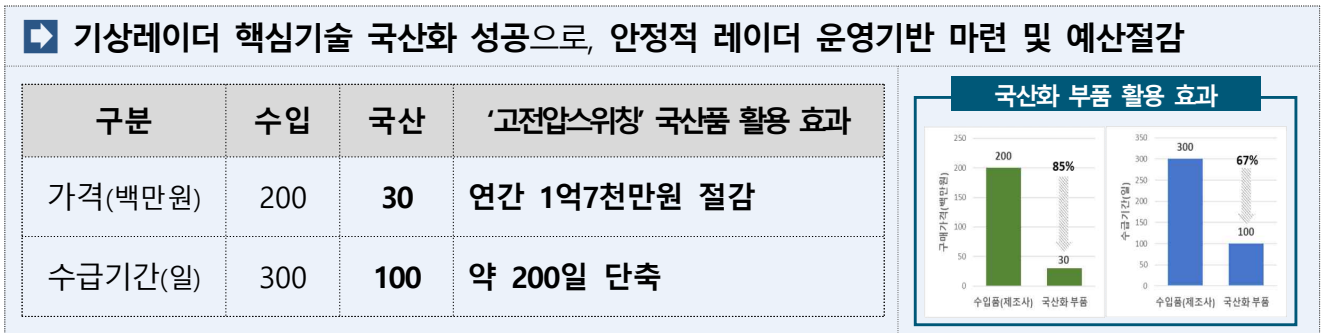 기상레이더 핵심기술 국산화 성공으로, 안정적 레이더 운영기반 마련 및 예산절감
구분 수입 국산 '고전압스위칭' 국산품 활용 효과
가격(백만원) 200 30 연간 1억7천만원 절감
수급기간(일) 300 100 약 200일 단축
국산화 부품 활용 효과
구매가격(백만원)
250
200
150
100
50
0
200
85%
30
수입품(제조사) 국산화 부품
수급기간(일)
350
300
250
200
150
100
50
0
300
67%
100
수입품(제조사) 국산화 부품